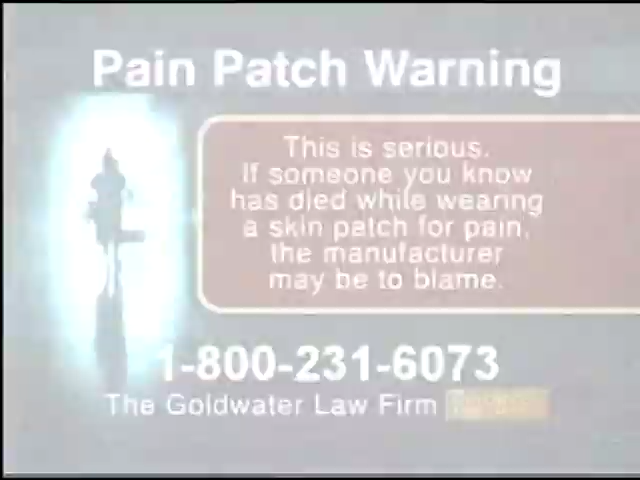 Pain Patch Warning
This is serious.
If someone you know
has died while wearing
a skin patch for pain,
the manufacturer
may be to blame.
1-800-231-6073
The Goldwater Law Firm